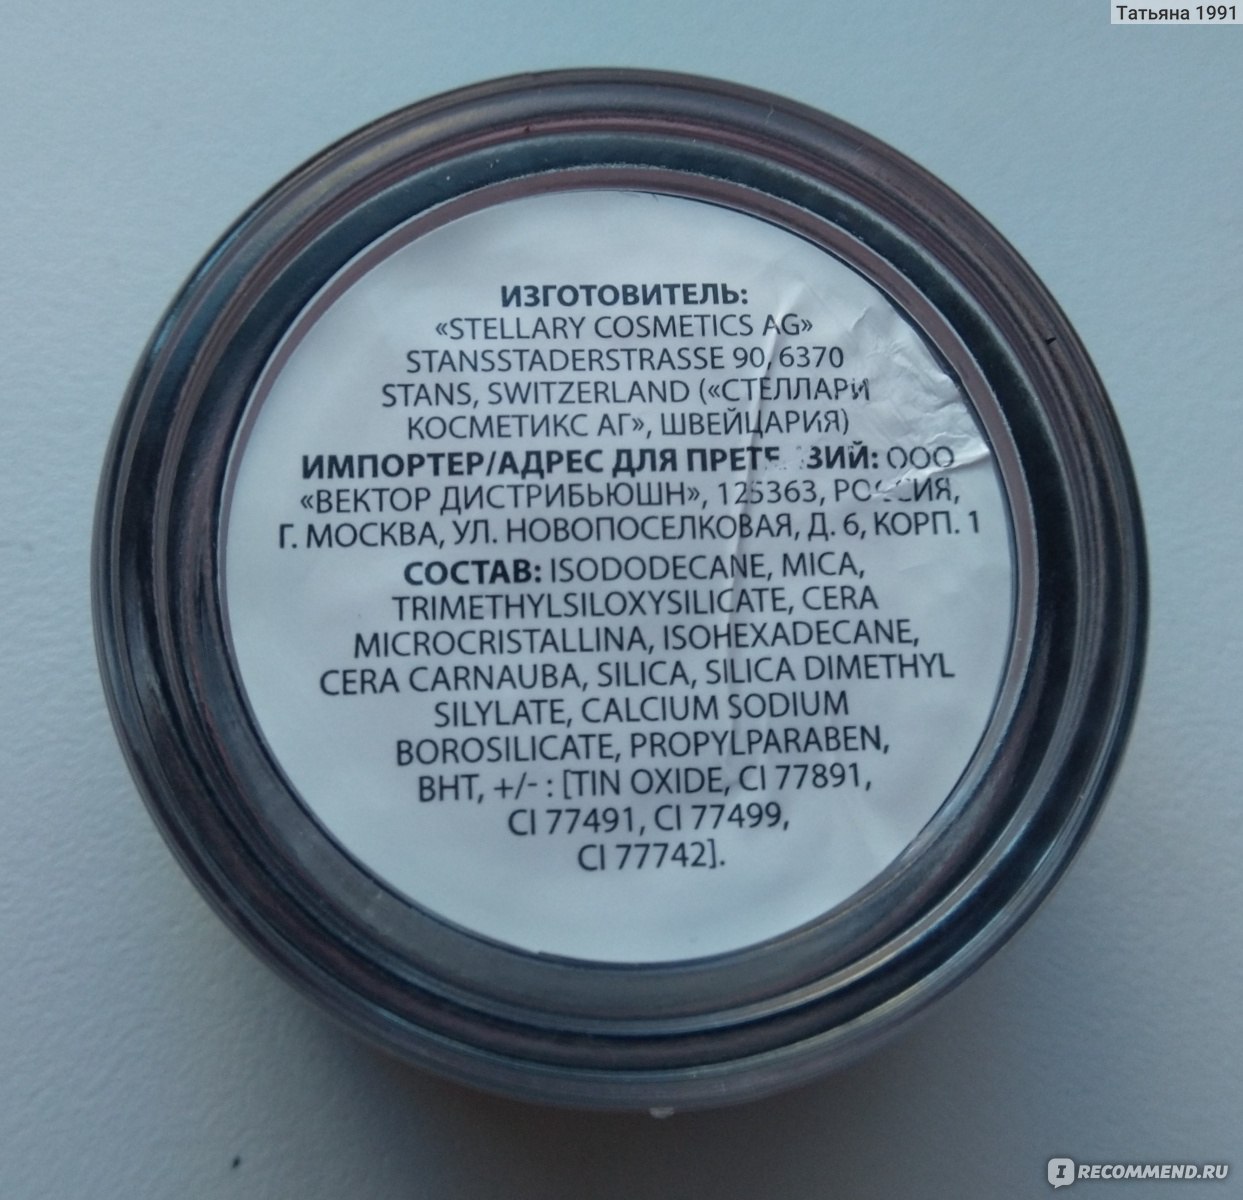 Татьяна 1991
ИЗГОТОВИТЕЛЬ:
«STELLARY COSMETICS AG»
STANSSTADERSTRASSE 90, 6370
STANS, SWITZERLAND («СТЕЛЛАРИ
КОСМЕТИКС АГ», ШВЕЙЦАРИЯ)
ИМПОРТЕР/АДРЕС ДЛЯ ПРЕТЕНЗИЙ: ООО
«ВЕКТОР ДИСТРИБЬЮШН», 125363, РОССИЯ,
Г. МОСКВА, УЛ. НОВОПОСЕЛКОВАЯ, Д. 6, КОРП. 1
СОСТАВ: ISODODECANE, MICA,
TRIMETHYLSILOXYSILICATE, CERA
MICROCRISTALLINA, ISOHEXADECANE,
CERA CARNAUBA, SILICA, SILICA DIMETHYL
SILYLATE, CALCIUM SODIUM
BOROSILICATE, PROPYLPARABEN,
BHT, +/- : [TIN OXIDE, CI 77891,
CI 77491, CI 77499,
CI 77742].
IRECOMMEND.RU